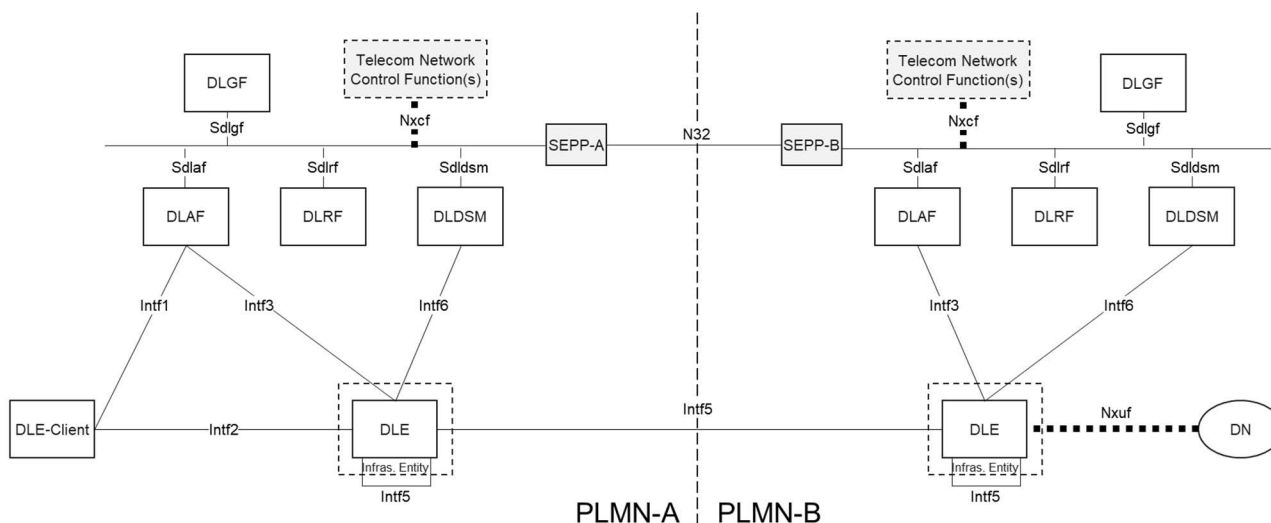 Telecom Network
Control Function(s)
DLGF
Sdlgf
Nxcf
SEPP-A
Sdlaf
Sdlrf
Sdldsm
DLAF
DLRF
DLDSM
Intf1
Intf3
Intf6
DLE-Client
Intf2
DLE
Infras. Entity
Intf5
N32
Intf5
PLMN-A
PLMN-B
Telecom Network
Control Function(s)
DLGF
Nxcf
Sdlgf
SEPP-B
Sdlaf
Sdlrf
Sdldsm
DLAF
DLRF
DLDSM
Intf3
Intf6
DLE
Nxuf
DN
Infras. Entity
Intf5